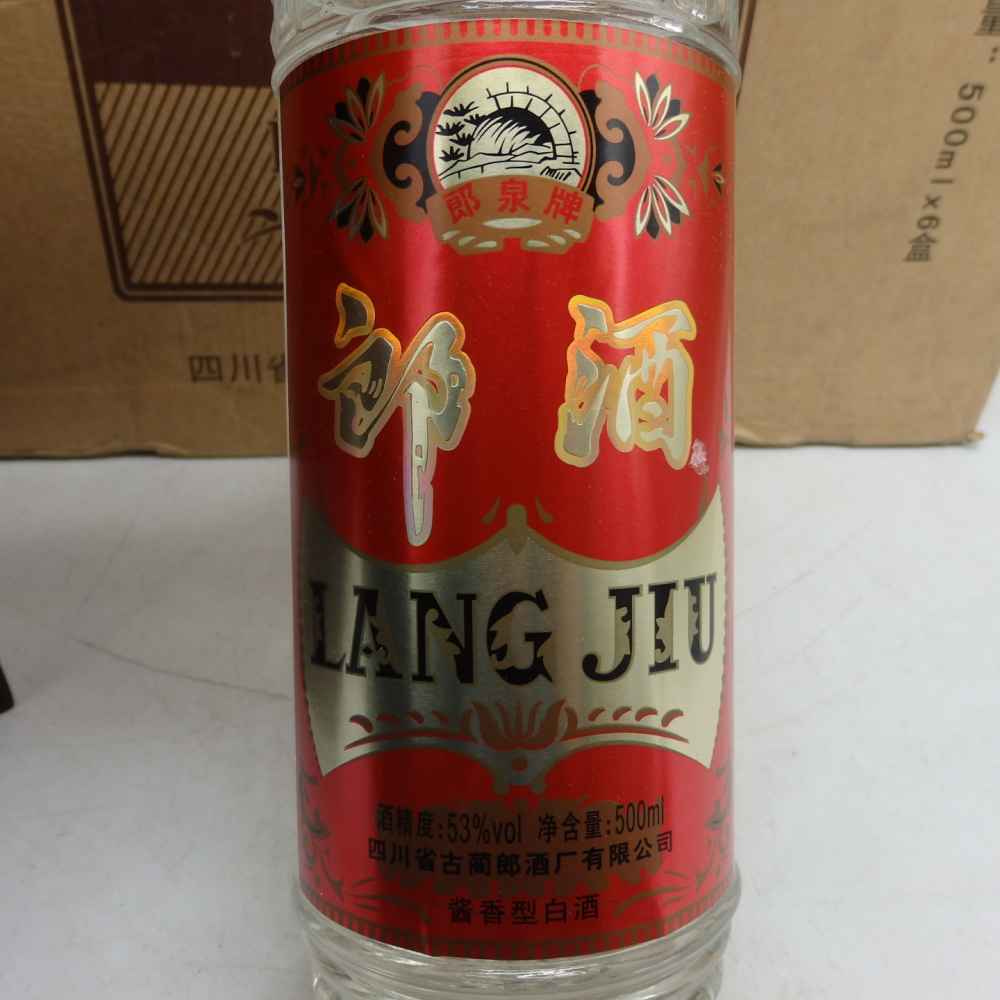 郎泉牌
郎酒
LANG JIU
酒精度:53%vol 净含量:500ml
四川省古蔺郎酒厂有限公司
酱香型白酒
量:500ml×6盒
四川省